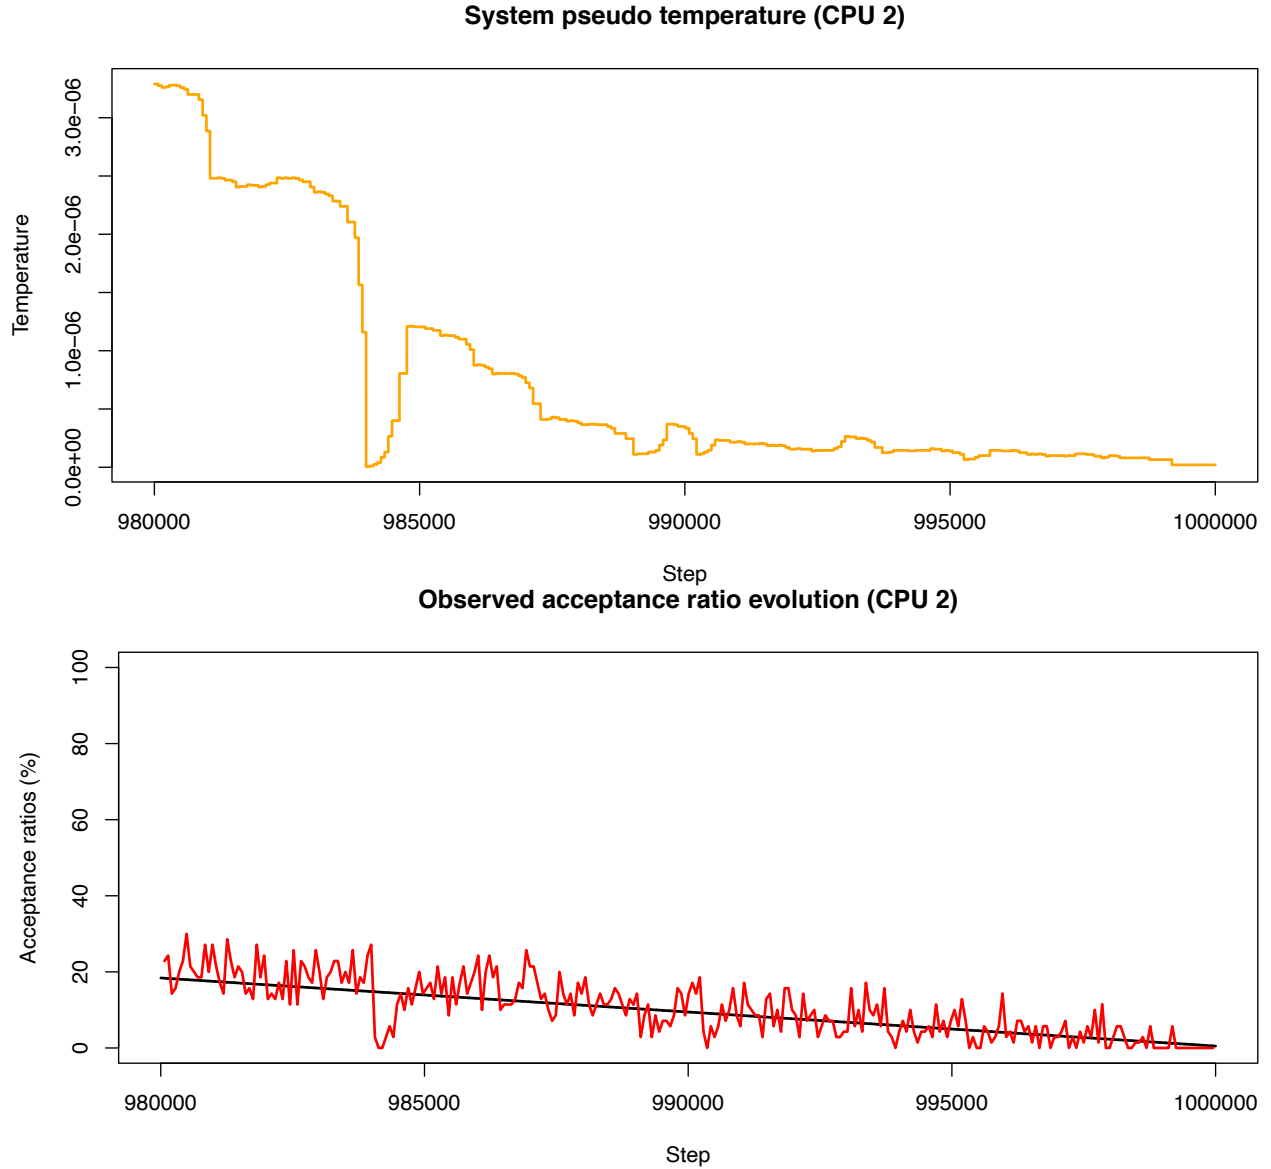 System pseudo temperature (CPU 2)
Temperature
3.0e−06
2.0e−06
1.0e−06
0.0e+00
980000 985000 990000 995000 1000000
Step
Observed acceptance ratio evolution (CPU 2)
Acceptance ratios (%)
100
80
60
40
20
0
980000 985000 990000 995000 1000000
Step